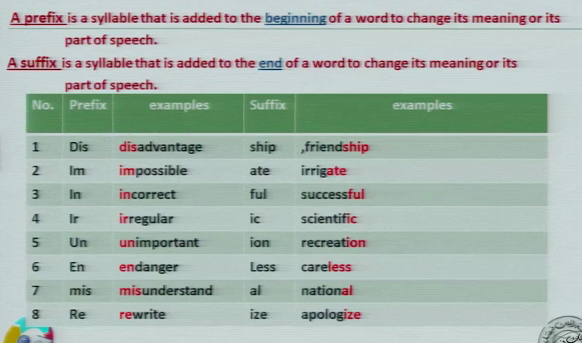 A prefix is a syllable that is added to the beginning of a word to change its meaning or its
part of speech.
A suffix is a syllable that is added to the end of a word to change its meaning or its
part of speech.
No. Prefix examples Suffix examples
1 Dis disadvantage ship ,friendship
2 Im impossible ate irrigate
3 In incorrect ful successful
4 Ir irregular ic scientific
5 Un unimportant ion recreation
6 En endanger Less careless
7 mis misunderstand al national
8 Re rewrite ize apologize